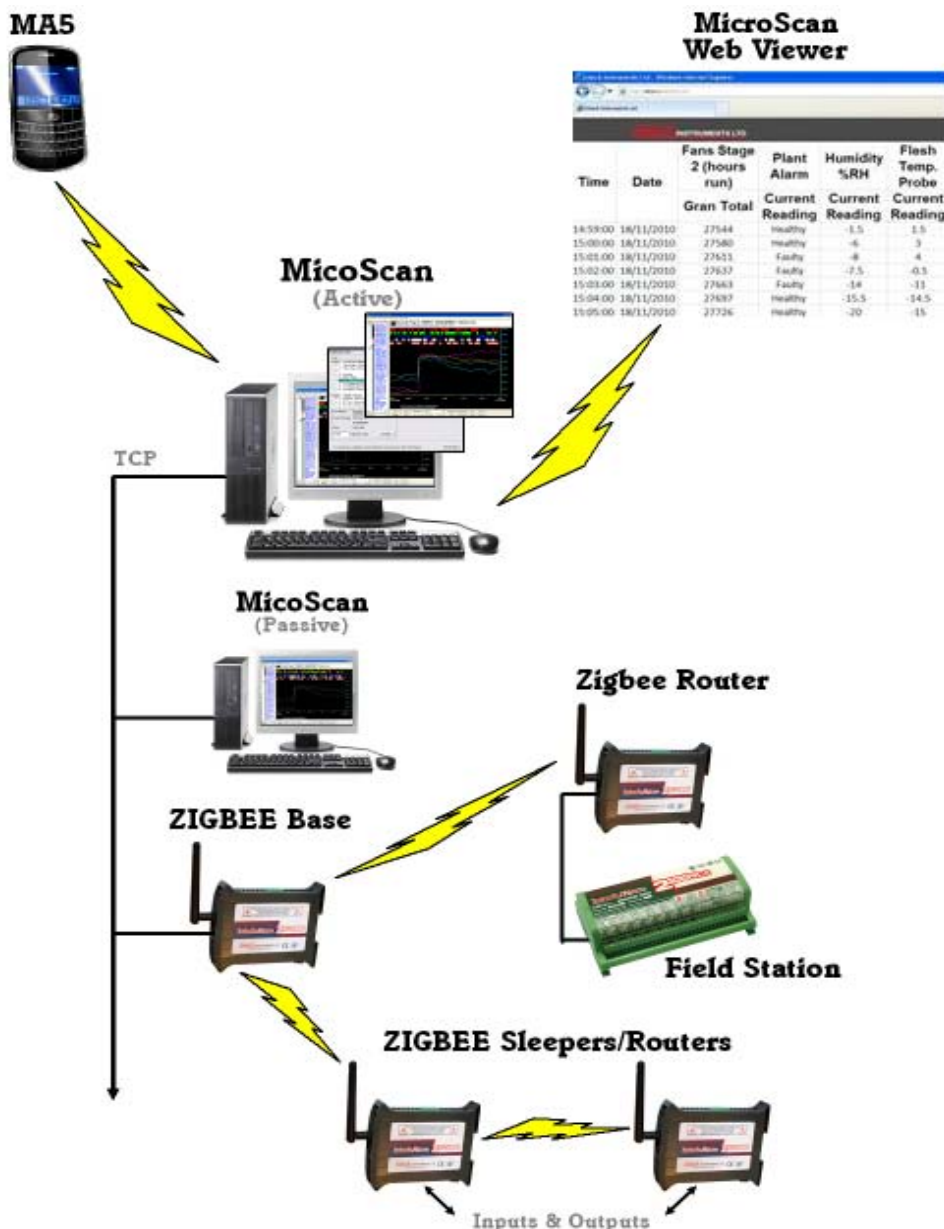 MA5
MicroScan
Web Viewer
INSTRUMENTS LTD
Time Date Fans Stage 2 (hours run) Plant Alarm Humidity %RH Flesh Temp. Probe
Gran Total Current Reading Current Reading Current Reading
14:59:00 18/11/2010 27544 Healthy -1.5 1.5
15:00:00 18/11/2010 27580 Healthy -6 3
15:01:00 18/11/2010 27611 Faulty -8 4
15:02:00 18/11/2010 27637 Faulty -7.5 -0.5
15:03:00 18/11/2010 27663 Faulty -14 -11
15:04:00 18/11/2010 27697 Healthy -15.5 -14.5
15:05:00 18/11/2010 27726 Healthy -20 -15
MicoScan
(Active)
TCP
MicoScan
(Passive)
Zigbee Router
ZIGBEE Base
Field Station
ZIGBEE Sleepers/Routers
Inputs & Outputs